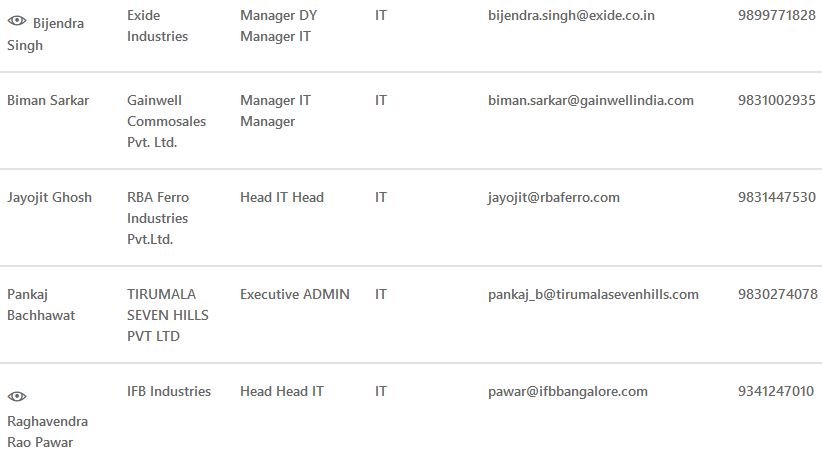 Bijendra Singh Exide Industries Manager DY Manager IT IT bijendra.singh@exide.co.in 9899771828
Biman Sarkar Gainwell Commosales Pvt. Ltd. Manager IT Manager IT biman.sarkar@gainwellindia.com 9831002935
Jayojit Ghosh RBA Ferro Industries Pvt.Ltd. Head IT Head IT jayojit@rbaferro.com 9831447530
Pankaj Bachhawat TIRUMALA SEVEN HILLS PVT LTD Executive ADMIN IT pankaj_b@tirumalasevenhills.com 9830274078
Raghavendra Rao Pawar IFB Industries Head Head IT IT pawar@ifbbangalore.com 9341247010